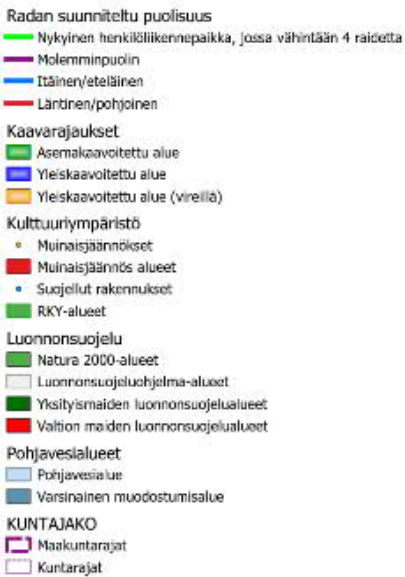 Radan suunniteltu puolisuus
Nykyinen henkilöliikennepaikka, jossa vähintään 4 raidetta
Molemminpuolin
Itäinen/eteläinen
Läntinen/pohjoinen
Kaavarajaukset
Asemakaavoitettu alue
Yleiskaavoitettu alue
Yleiskaavoitettu alue (vireillä)
Kulttuuriympäristö
Muinaisjäännökset
Muinaisjäännös alueet
Suojellut rakennukset
RKY-alueet
Luonnonsuojelu
Natura 2000-alueet
Luonnonsuojeluohjelma-alueet
Yksityismaiden luonnonsuojelualueet
Valtion maiden luonnonsuojelualueet
Pohjavesialueet
Pohjavesialue
Varsinainen muodostumisalue
KUNTAJAKO
Maakuntarajat
Kuntarajat